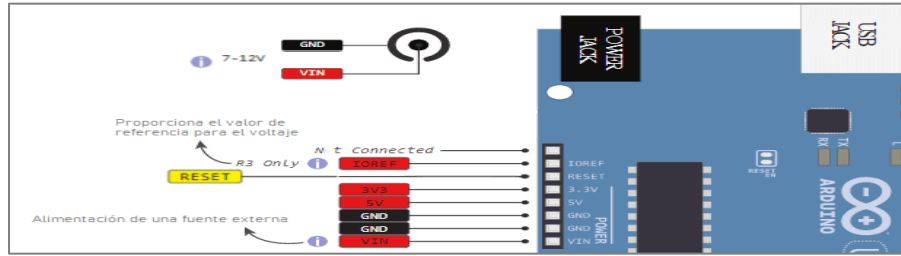 GND
7-12V
VIN
POWER
JACK
USB
JACK
Proporciona el valor de
referencia para el voltaje
N t Connected
R3 Only
IOREF
RESET
3V3
5V
GND
GND
Alimentación de una fuente externa
VIN
IOREF
RESET
3.3V
5V
GND
GND
VIN
POWER
RESET
EN
RX
TX
L
ARDUINO